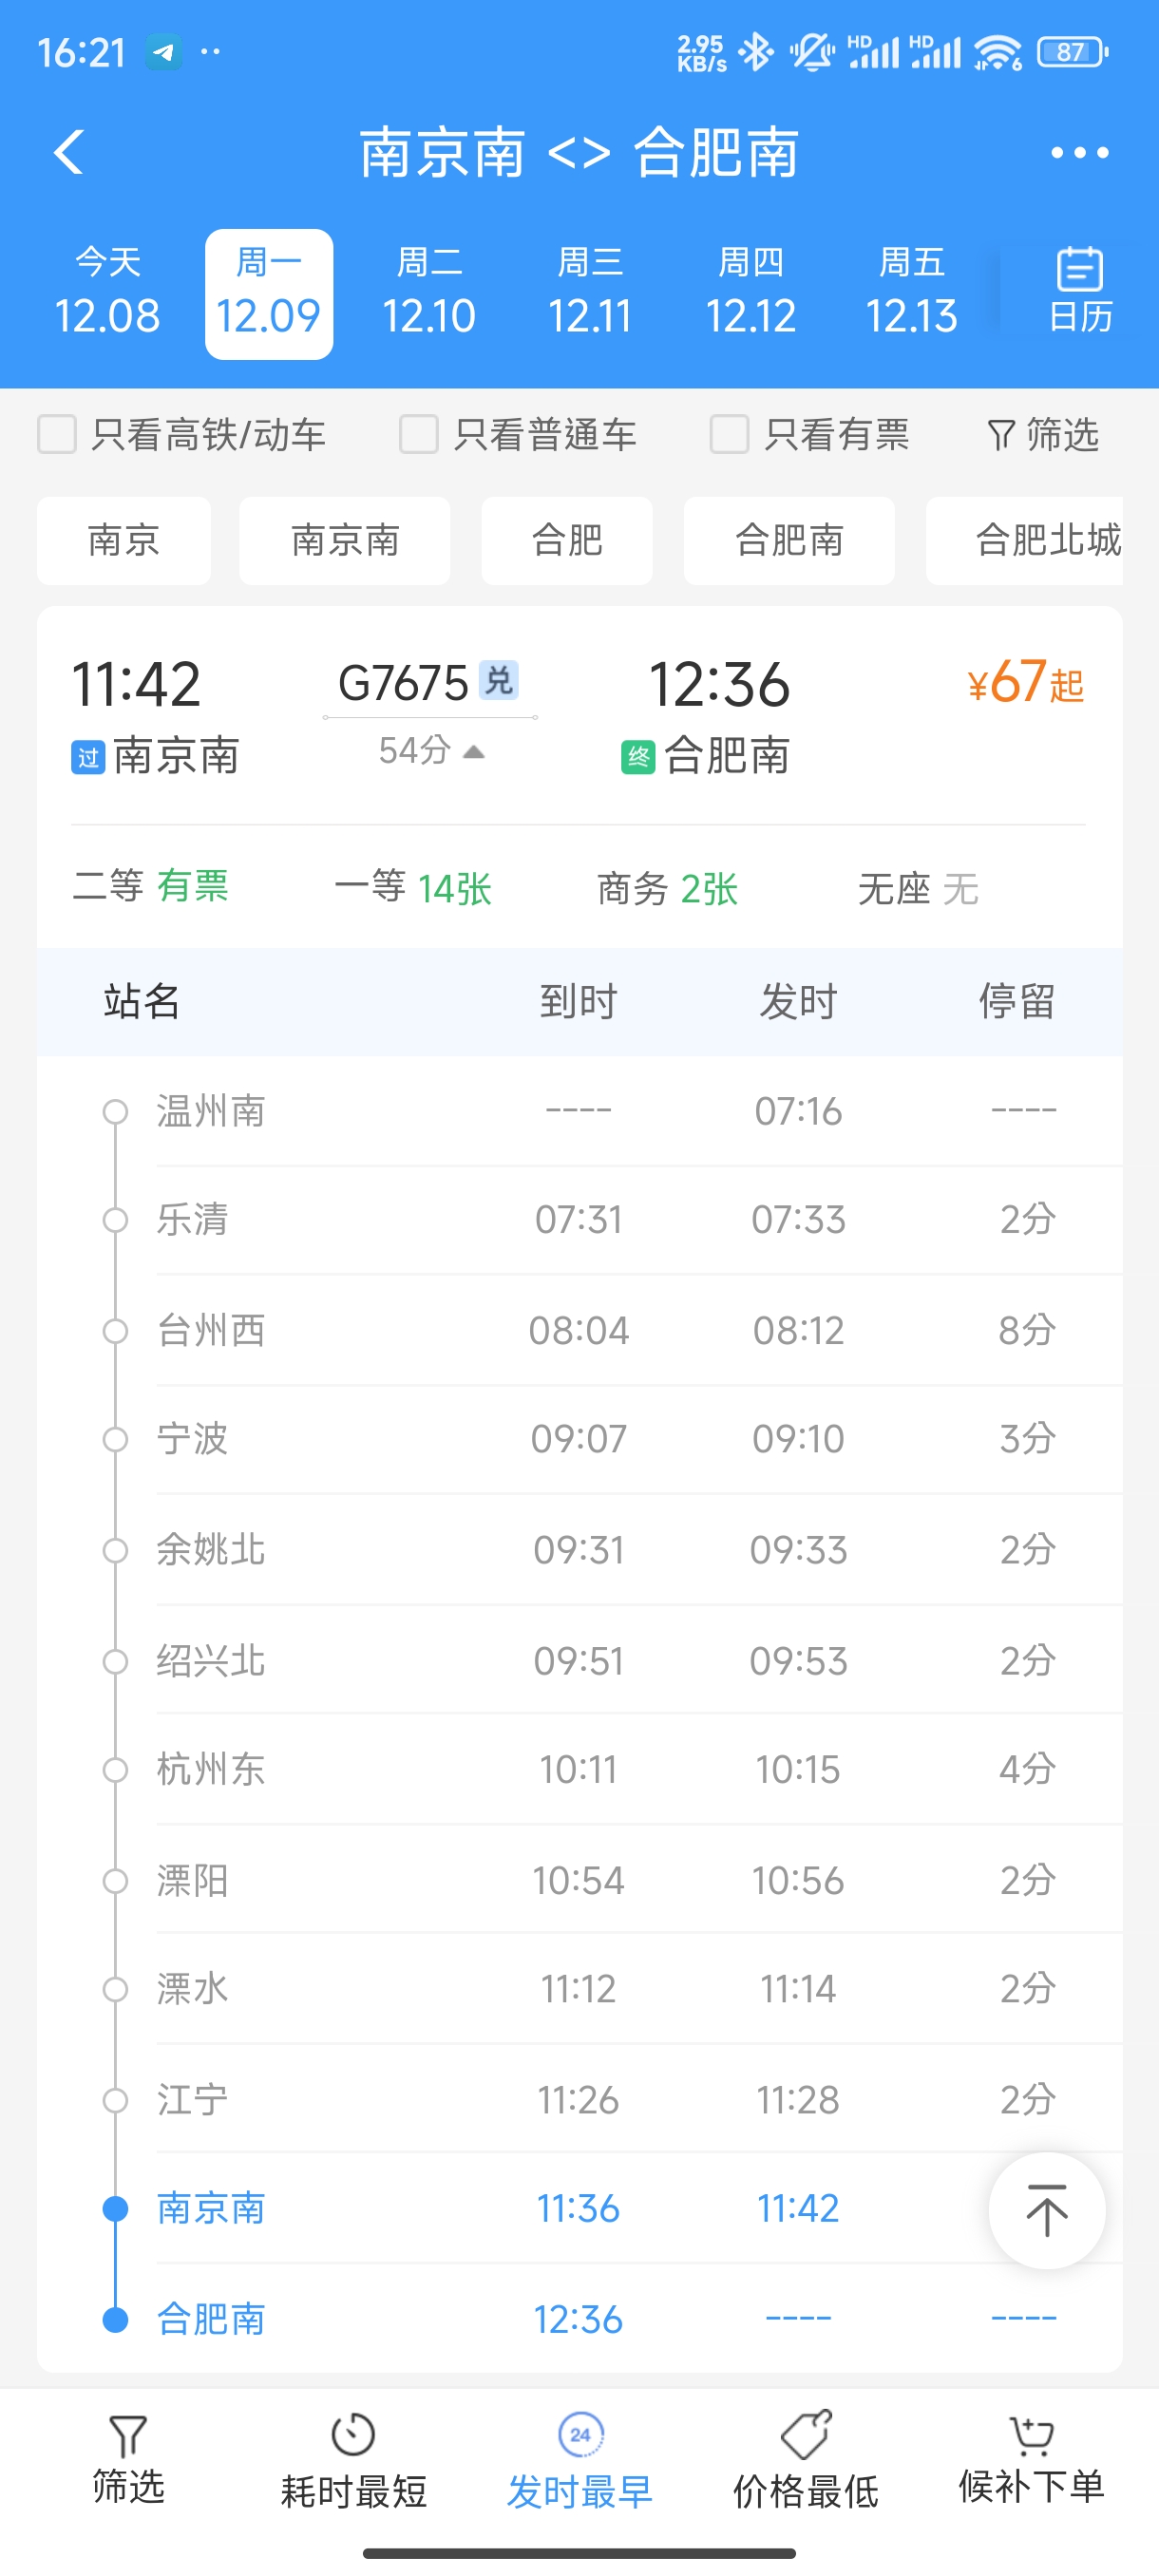 16:21 2.95 KB/s HD HD 6 87
南京南 <> 合肥南
今天 周一 周二 周三 周四 周五
12.08 12.09 12.10 12.11 12.12 12.13 日历
只看高铁/动车 只看普通车 只看有票 筛选
南京 南京南 合肥 合肥南 合肥北城
11:42 G7675 兑 12:36 ¥67起
过 南京南 54分 终 合肥南
二等 有票 一等 14张 商务 2张 无座 无
站名 到时 发时 停留
温州南 ---- 07:16 ----
乐清 07:31 07:33 2分
台州西 08:04 08:12 8分
宁波 09:07 09:10 3分
余姚北 09:31 09:33 2分
绍兴北 09:51 09:53 2分
杭州东 10:11 10:15 4分
溧阳 10:54 10:56 2分
溧水 11:12 11:14 2分
江宁 11:26 11:28 2分
南京南 11:36 11:42
合肥南 12:36 ---- ----
24
筛选 耗时最短 发时最早 价格最低 候补下单